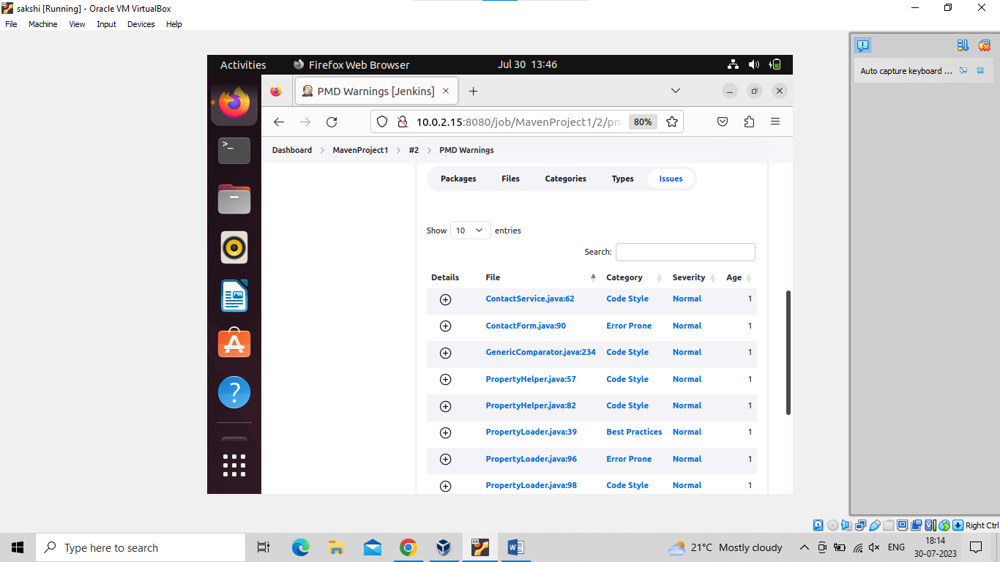 sakshi [Running] - Oracle VM VirtualBox
File Machine View Input Devices Help
Auto capture keyboard ...
Activities Firefox Web Browser Jul 30 13:46
PMD Warnings [Jenkins]
10.0.2.15:8080/job/MavenProject1/2/pm 80%
Dashboard MavenProject1 #2 PMD Warnings
Packages Files Categories Types Issues
Show 10 entries
Search:
Details File Category Severity Age
ContactService.java:62 Code Style Normal 1
ContactForm.java:90 Error Prone Normal 1
GenericComparator.java:234 Code Style Normal 1
PropertyHelper.java:57 Code Style Normal 1
PropertyHelper.java:82 Code Style Normal 1
PropertyLoader.java:39 Best Practices Normal 1
PropertyLoader.java:96 Error Prone Normal 1
PropertyLoader.java:98 Code Style Normal 1
Right Ctrl
Type here to search
21°C Mostly cloudy
ENG
18:14
30-07-2023